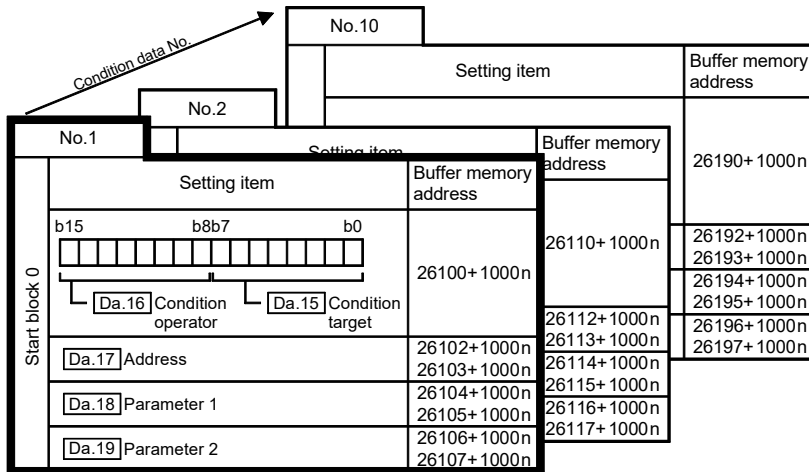 Condition data No.
No.10
Setting item
Buffer memory
address
26190+1000n
26192+1000n
26193+1000n
26194+1000n
26195+1000n
26196+1000n
26197+1000n
No.2
Setting item
Buffer memory
address
26110+1000n
26112+1000n
26113+1000n
26114+1000n
26115+1000n
26116+1000n
26117+1000n
No.1
Start block 0
Setting item
Buffer memory
address
b15 b8b7 b0
Da.16 Condition
operator
Da.15 Condition
target
26100+1000n
Da.17 Address
26102+1000n
26103+1000n
Da.18 Parameter 1
26104+1000n
26105+1000n
Da.19 Parameter 2
26106+1000n
26107+1000n